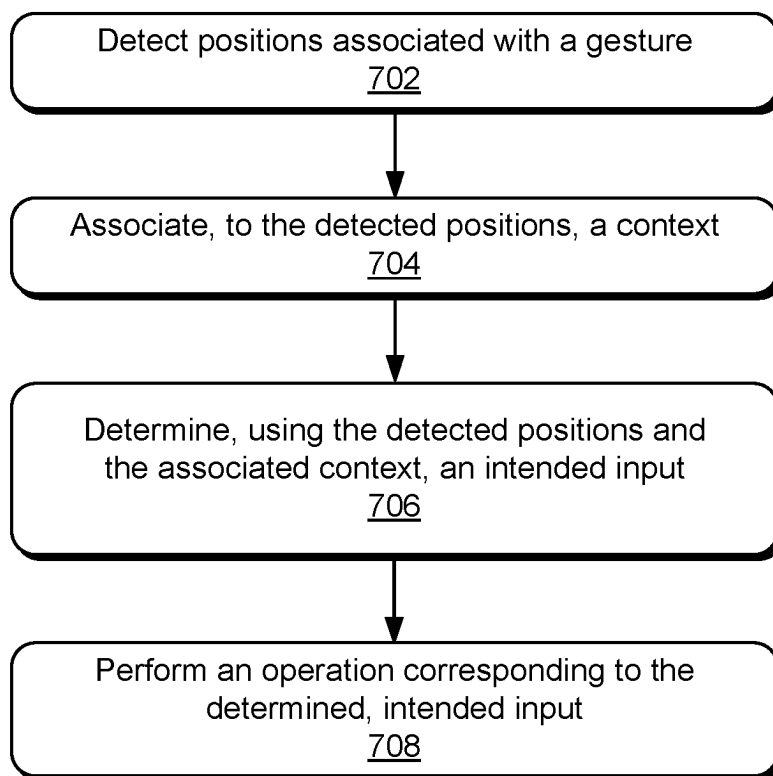 Detect positions associated with a gesture
702
Associate, to the detected positions, a context
704
Determine, using the detected positions and
the associated context, an intended input
706
Perform an operation corresponding to the
determined, intended input
708